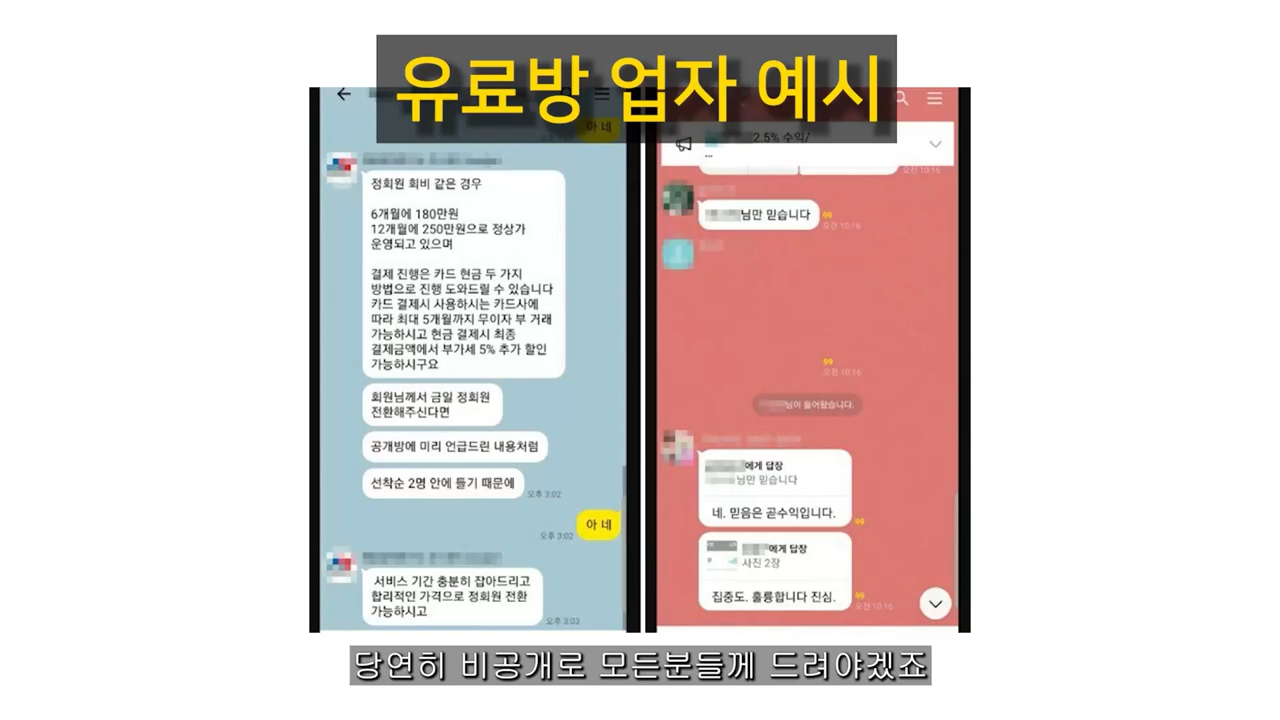 유료방 업자 예시
아 네
정회원 회비 같은 경우
6개월에 180만원
12개월에 250만원으로 정상가
운영되고 있으며
결제 진행은 카드 현금 두 가지
방법으로 진행 도와드릴 수 있습니다
카드 결제시 사용하시는 카드사에
따라 최대 5개월까지 무이자 부 거래
가능하시고 현금 결제시 최종
결제금액에서 부가세 5% 추가 할인
가능하시구요
회원님께서 금일 정회원
전환해주신다면
공개방에 미리 언급드린 내용처럼
선착순 2명 안에 들기 때문에
오후 3:02
아 네
오후 3:02
서비스 기간 충분히 잡아드리고
합리적인 가격으로 정회원 전환
가능하시고
오후 3:03
2.5% 수익/
...
오전 10:16
님만 믿습니다
99
오전 10:16
99
오전 10:16
님이 들어왔습니다.
에게 답장
님만 믿습니다
네. 믿음은 곧수익입니다.
99
에게 답장
사진 2장
집중도. 훌륭합니다 진심.
99
오전 10:16
당연히 비공개로 모든분들께 드려야겠죠